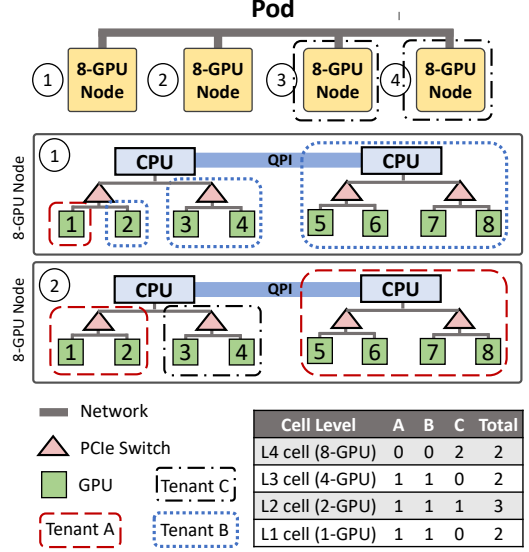 Pod
1 8-GPU Node
2 8-GPU Node
3 8-GPU Node
4 8-GPU Node
8-GPU Node
1
CPU QPI CPU
1 2 3 4 5 6 7 8
8-GPU Node
2
CPU QPI CPU
1 2 3 4 5 6 7 8
Network
PCIe Switch
GPU
Tenant C
Tenant A
Tenant B
Cell Level A B C Total
L4 cell (8-GPU) 0 0 2 2
L3 cell (4-GPU) 1 1 0 2
L2 cell (2-GPU) 1 1 1 3
L1 cell (1-GPU) 1 1 0 2